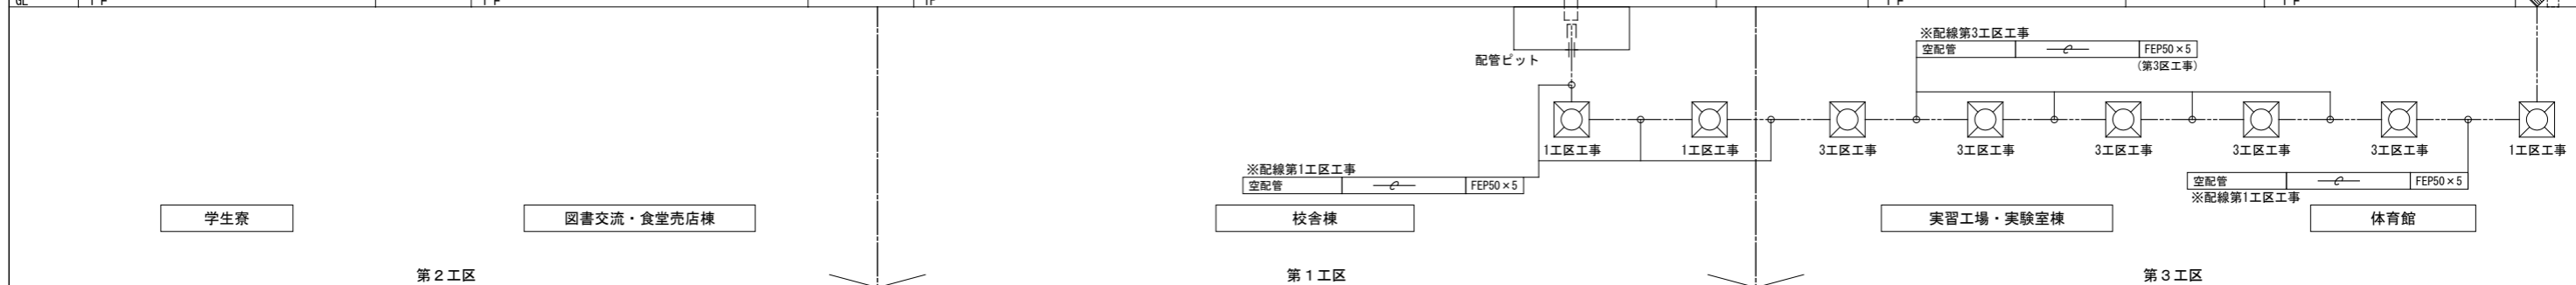 GL
1F
1F
1F
1F
1F
※配線第3工区工事
空配管
FEP50×5
(第3区工事)
配管ピット
1工区工事
1工区工事
3工区工事
3工区工事
3工区工事
3工区工事
3工区工事
1工区工事
※配線第1工区工事
空配管
FEP50×5
空配管
FEP50×5
※配線第1工区工事
学生寮
図書交流・食堂売店棟
校舎棟
実習工場・実験室棟
体育館
第2工区
第1工区
第3工区